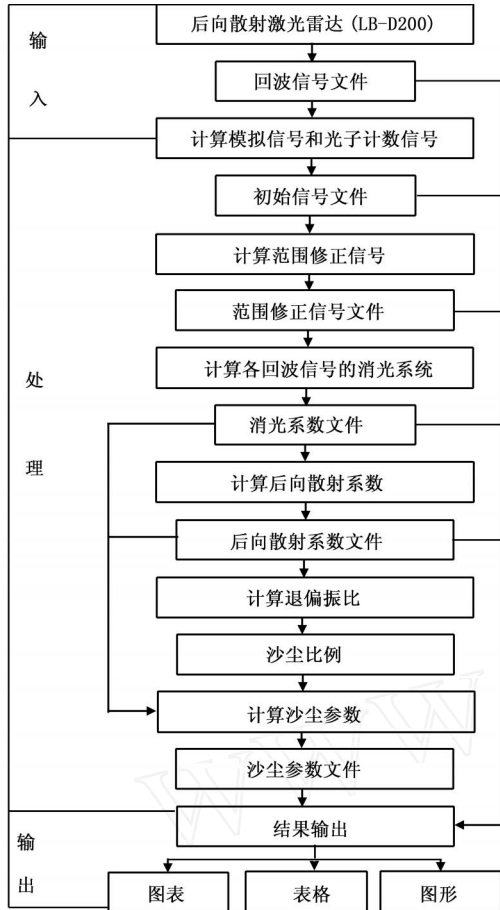 输
入
后向散射激光雷达 (LB-D200)
回波信号文件
计算模拟信号和光子计数信号
初始信号文件
计算范围修正信号
范围修正信号文件
计算各回波信号的消光系统
处
理
消光系数文件
计算后向散射系数
后向散射系数文件
计算退偏振比
沙尘比例
计算沙尘参数
沙尘参数文件
输
出
结果输出
图表
表格
图形
WWW